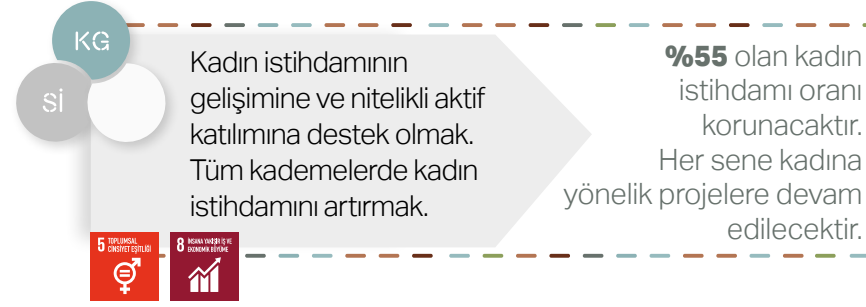 KG
Sİ
Kadın istihdamının
gelişimine ve nitelikli aktif
katılımına destek olmak.
Tüm kademelerde kadın
istihdamını artırmak.
%55 olan kadın
istihdamı oranı
korunacaktır.
Her sene kadına
yönelik projelere devam
edilecektir.
5 TOPLUMSAL
CİNSİYET EŞİTLİĞİ
8 İNSANA YAKIŞIR İŞ VE
EKONOMİK BÜYÜME